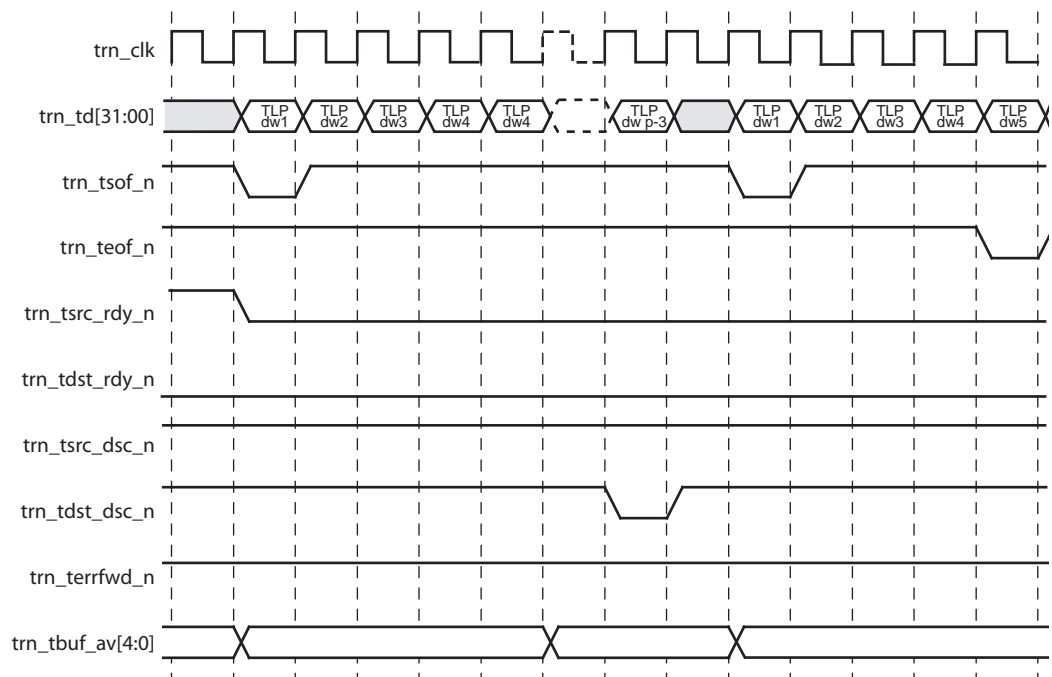 trn_clk
trn_td[31:00]
TLP dw1
TLP dw2
TLP dw3
TLP dw4
TLP dw4
TLP dw p-3
TLP dw1
TLP dw2
TLP dw3
TLP dw4
TLP dw5
trn_tsof_n
trn_teof_n
trn_tsrc_rdy_n
trn_tdst_rdy_n
trn_tsrc_dsc_n
trn_tdst_dsc_n
trn_terrfwd_n
trn_tbuf_av[4:0]